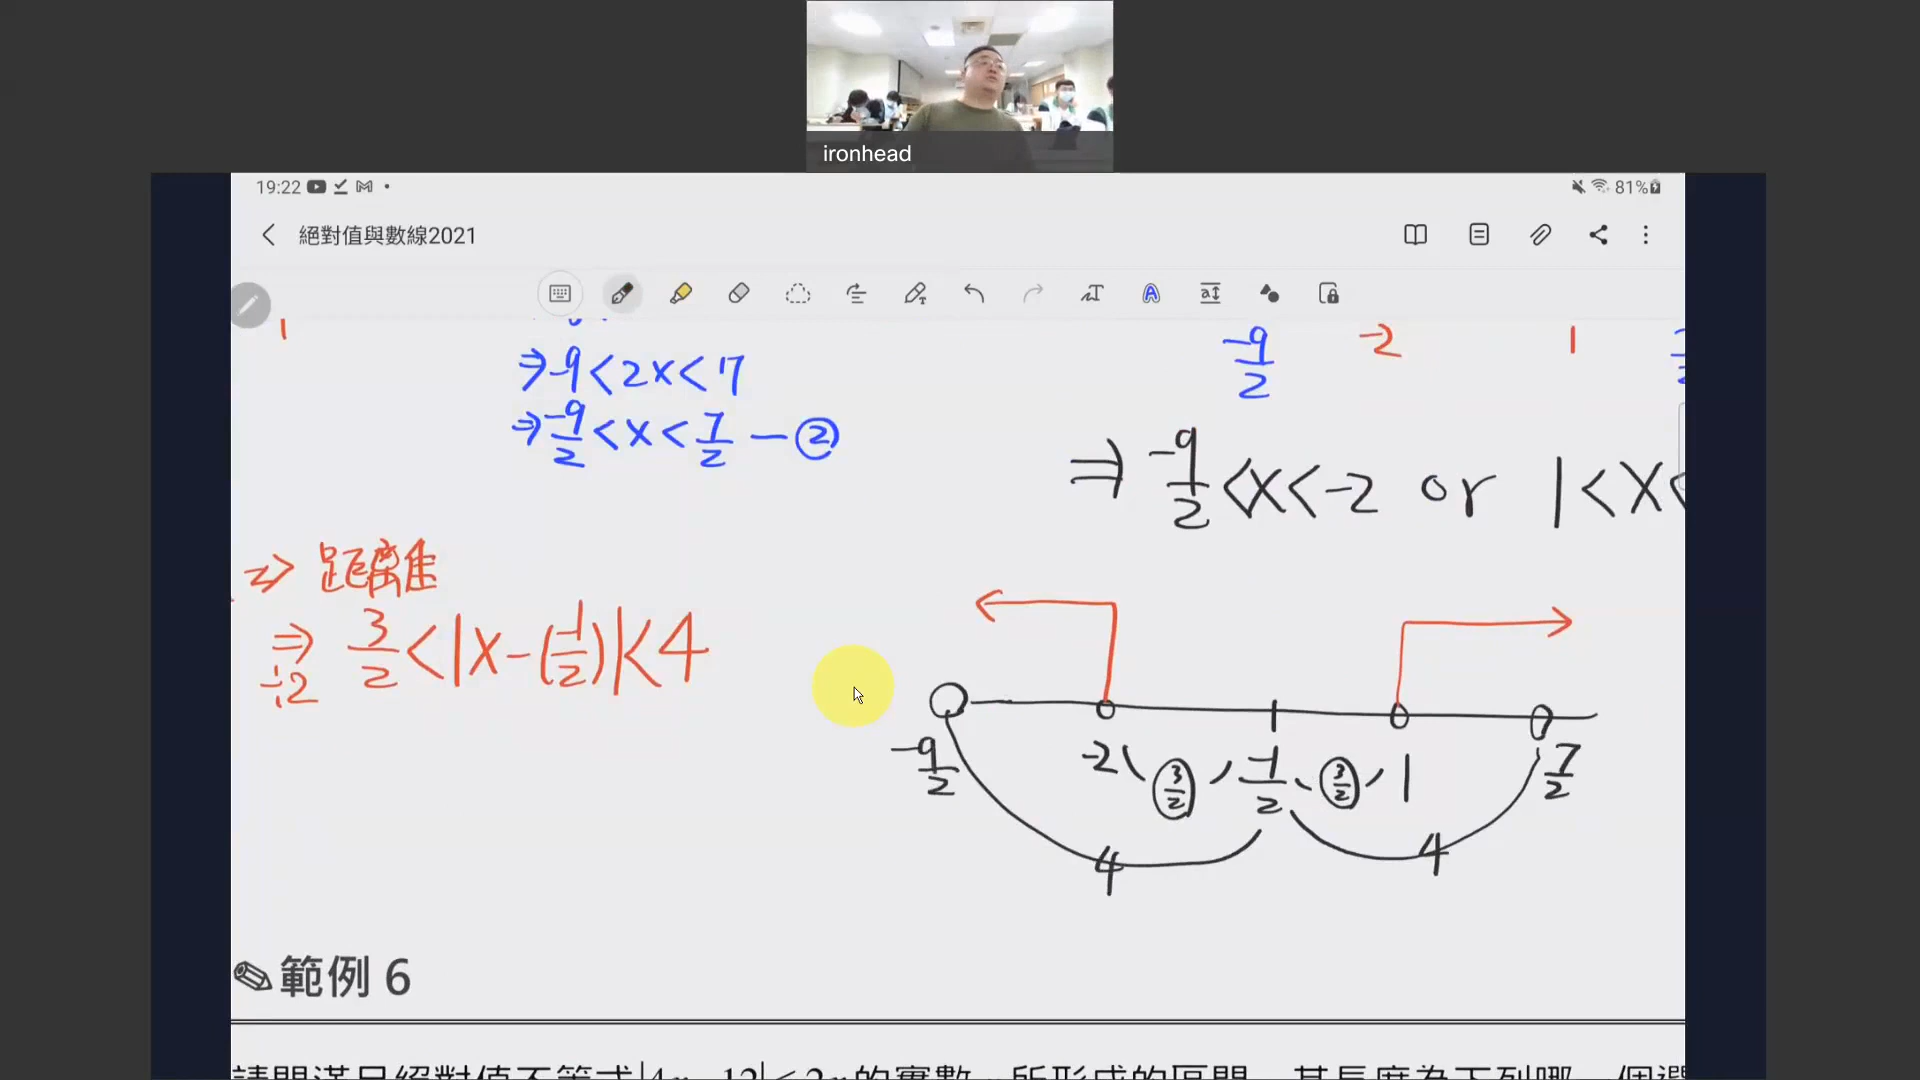 ironhead
19:22
81%
絕對值與數線2021
1
-9/2 -2 1
⇒ -9 < 2x < 7
⇒ -9/2 < x < 7/2 — ②
⇒ -9/2 < x < -2 or 1 < x <
=> 距離
⇒ ÷2 3/2 < |x - (-1/2)| < 4
-9/2 -2 3/2 -1/2 3/2 1 7/2
4 4
範例 6